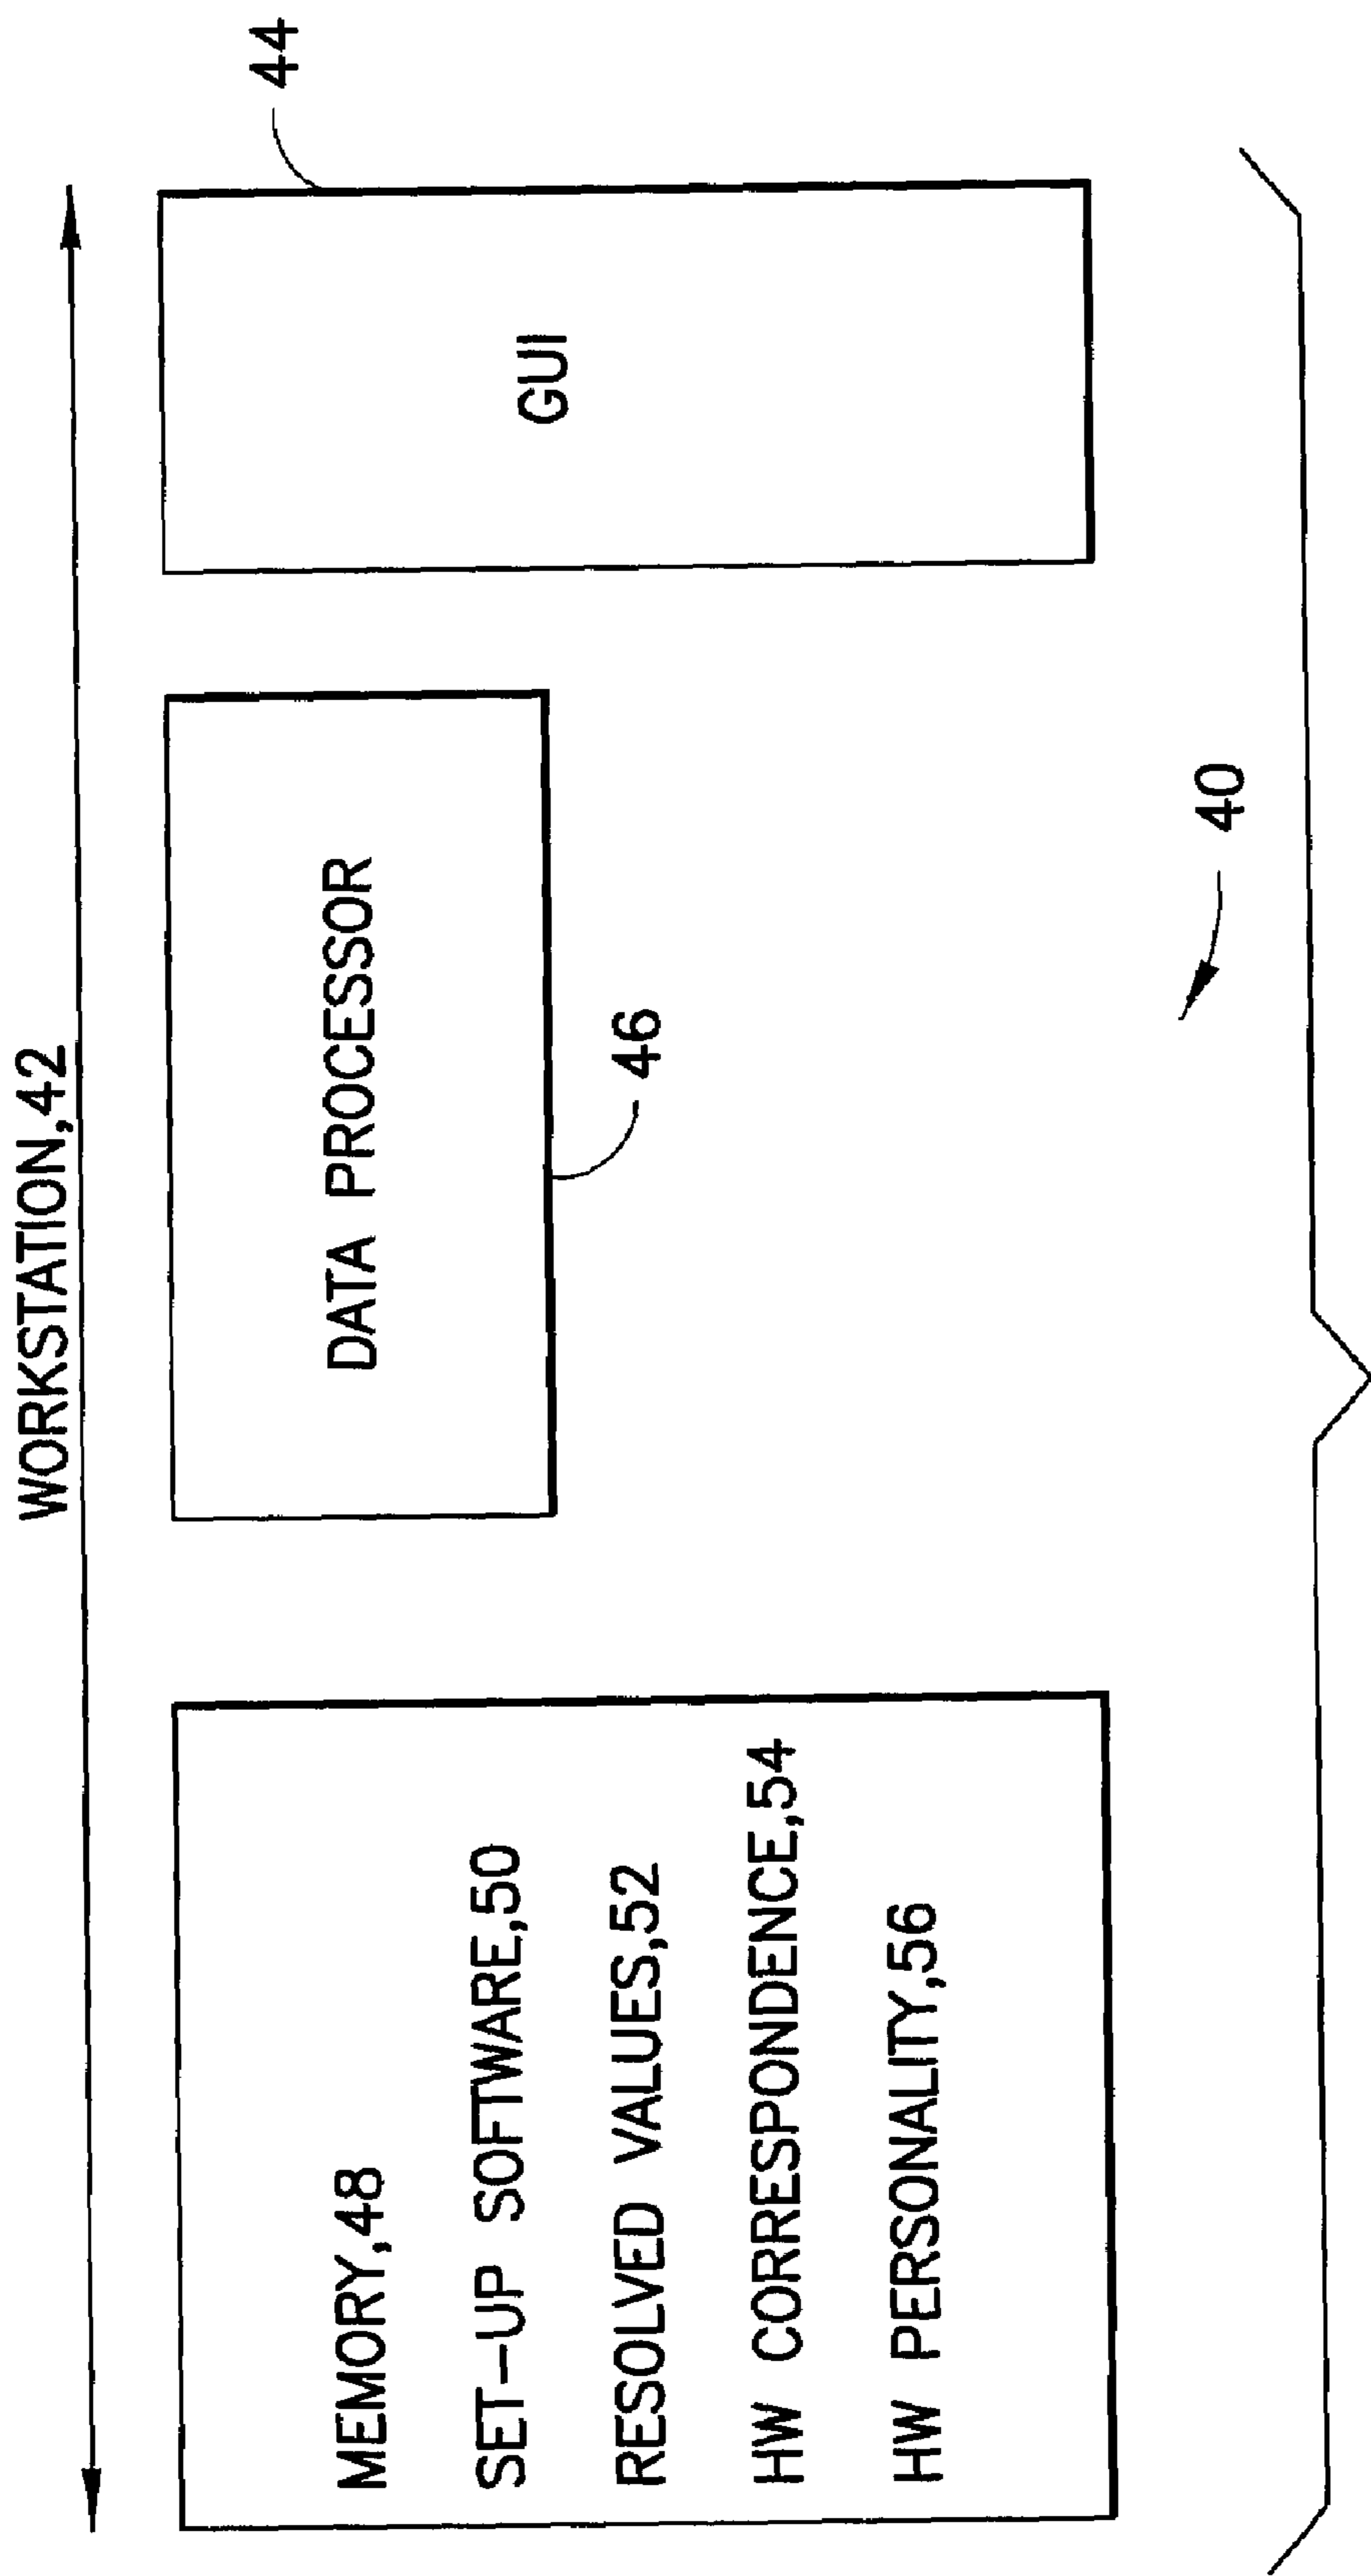 WORKSTATION,42
MEMORY,48
SET-UP SOFTWARE,50
RESOLVED VALUES,52
HW CORRESPONDENCE,54
HW PERSONALITY,56
DATA PROCESSOR
46
GUI
44
40